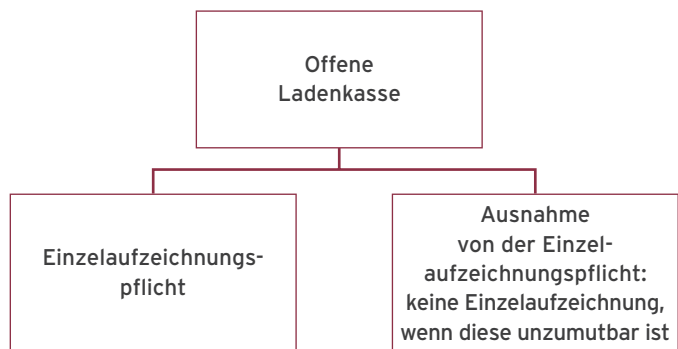 Offene
Ladenkasse
Einzelaufzeichnungs-
pflicht
Ausnahme
von der Einzel-
aufzeichnungspflicht:
keine Einzelaufzeichnung,
wenn diese unzumutbar ist